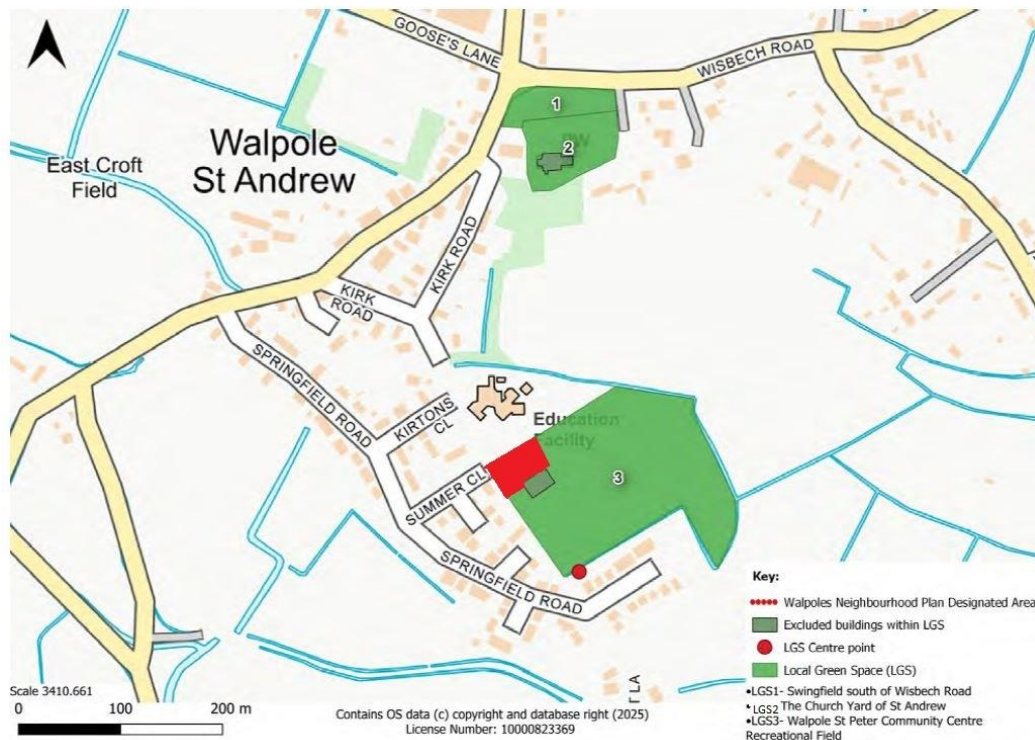 GOOSE'S LANE
WISBECH ROAD
1
2
Walpole
St Andrew
East Croft
Field
KIRK ROAD
KIRK
ROAD
SPRINGFIELD ROAD
KIRTONS
CL
Education
Facility
3
SUMMER CL
SPRINGFIELD ROAD
T LA
Key:
Walpoles Neighbourhood Plan Designated Area
Excluded buildings within LGS
LGS Centre point
Local Green Space (LGS)
•LGS1- Swingfield south of Wisbech Road
LGS2 The Church Yard of St Andrew
•LGS3- Walpole St Peter Community Centre
Recreational Field
Scale 3410.661
0 100 200 m
Contains OS data (c) copyright and database right (2025)
License Number: 10000823369